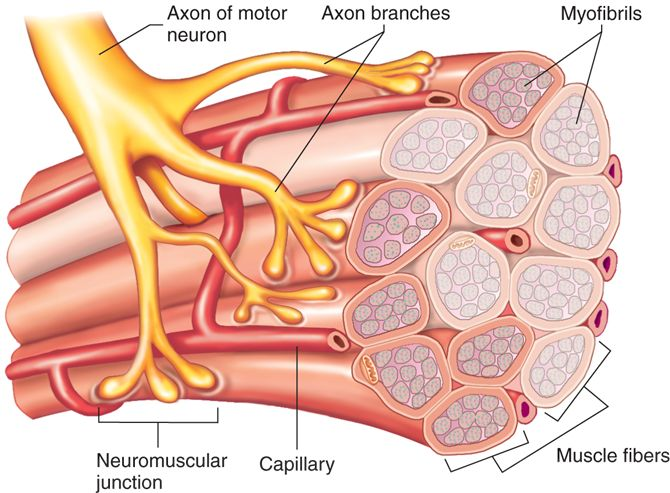 Axon of motor
neuron
Axon branches
Myofibrils
Neuromuscular
junction
Capillary
Muscle fibers